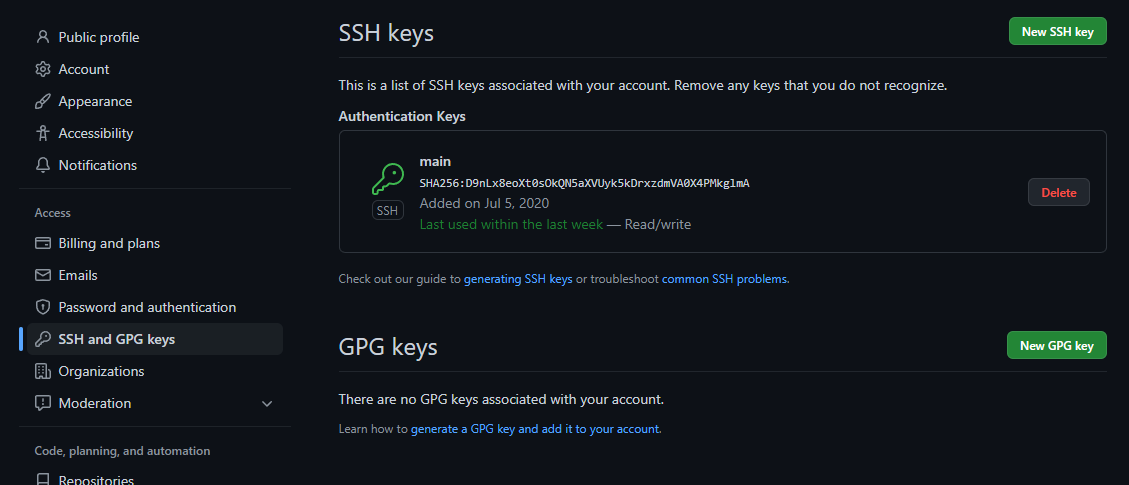 Public profile
Account
Appearance
Accessibility
Notifications
Access
Billing and plans
Emails
Password and authentication
SSH and GPG keys
Organizations
Moderation
Code, planning, and automation
Repositories
SSH keys
New SSH key
This is a list of SSH keys associated with your account. Remove any keys that you do not recognize.
Authentication Keys
main
SHA256:D9nLx8eoXt0sOkQN5aXVUyk5kDrxzdmVA0X4PMkglmA
SSH
Added on Jul 5, 2020
Last used within the last week — Read/write
Delete
Check out our guide to generating SSH keys or troubleshoot common SSH problems.
GPG keys
New GPG key
There are no GPG keys associated with your account.
Learn how to generate a GPG key and add it to your account.